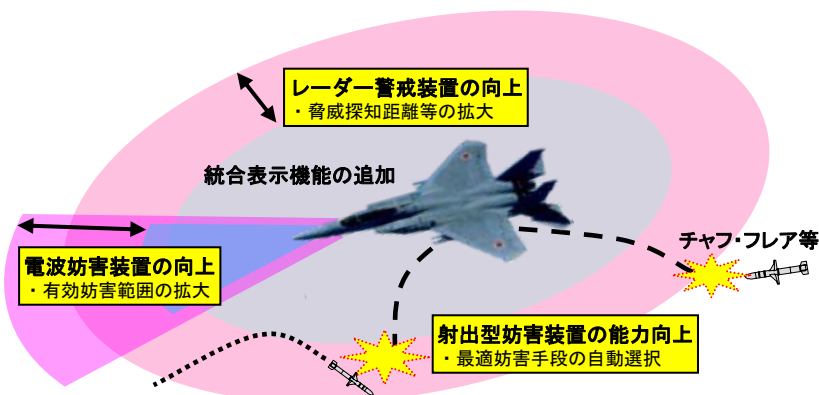 レーダー警戒装置の向上
・脅威探知距離等の拡大
統合表示機能の追加
チャフ・フレア等
電波妨害装置の向上
・有効妨害範囲の拡大
射出型妨害装置の能力向上
・最適妨害手段の自動選択